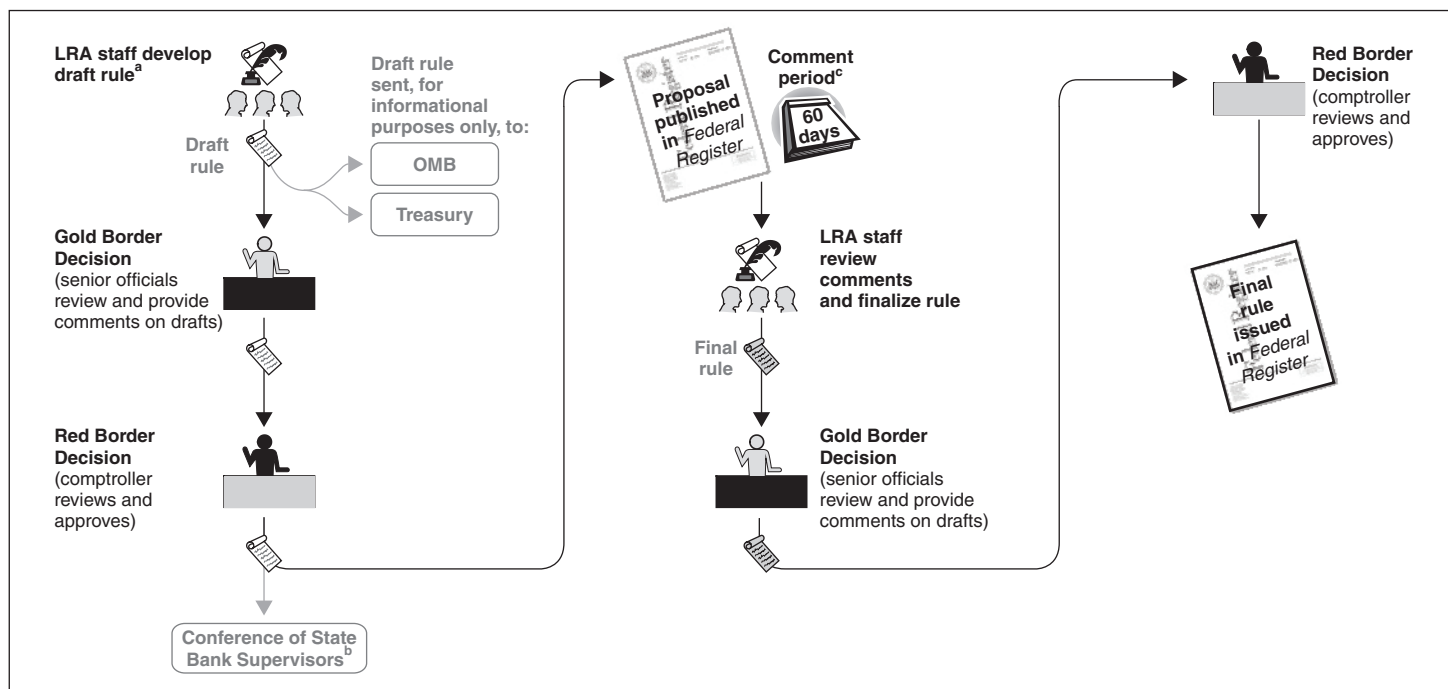 LRA staff develop
draft rule^a
Draft rule
sent, for
informational
purposes only, to:
Draft
rule
OMB
Treasury
Gold Border
Decision
(senior officials
review and provide
comments on drafts)
Red Border
Decision
(comptroller
reviews and
approves)
Conference of State
Bank Supervisors^b
Proposal
published
in Federal
Register
Comment
period^c
60
days
LRA staff
review
comments
and finalize rule
Final
rule
Gold Border
Decision
(senior officials
review and provide
comments on drafts)
Red Border
Decision
(comptroller
reviews and
approves)
Final
rule
issued
in Federal
Register